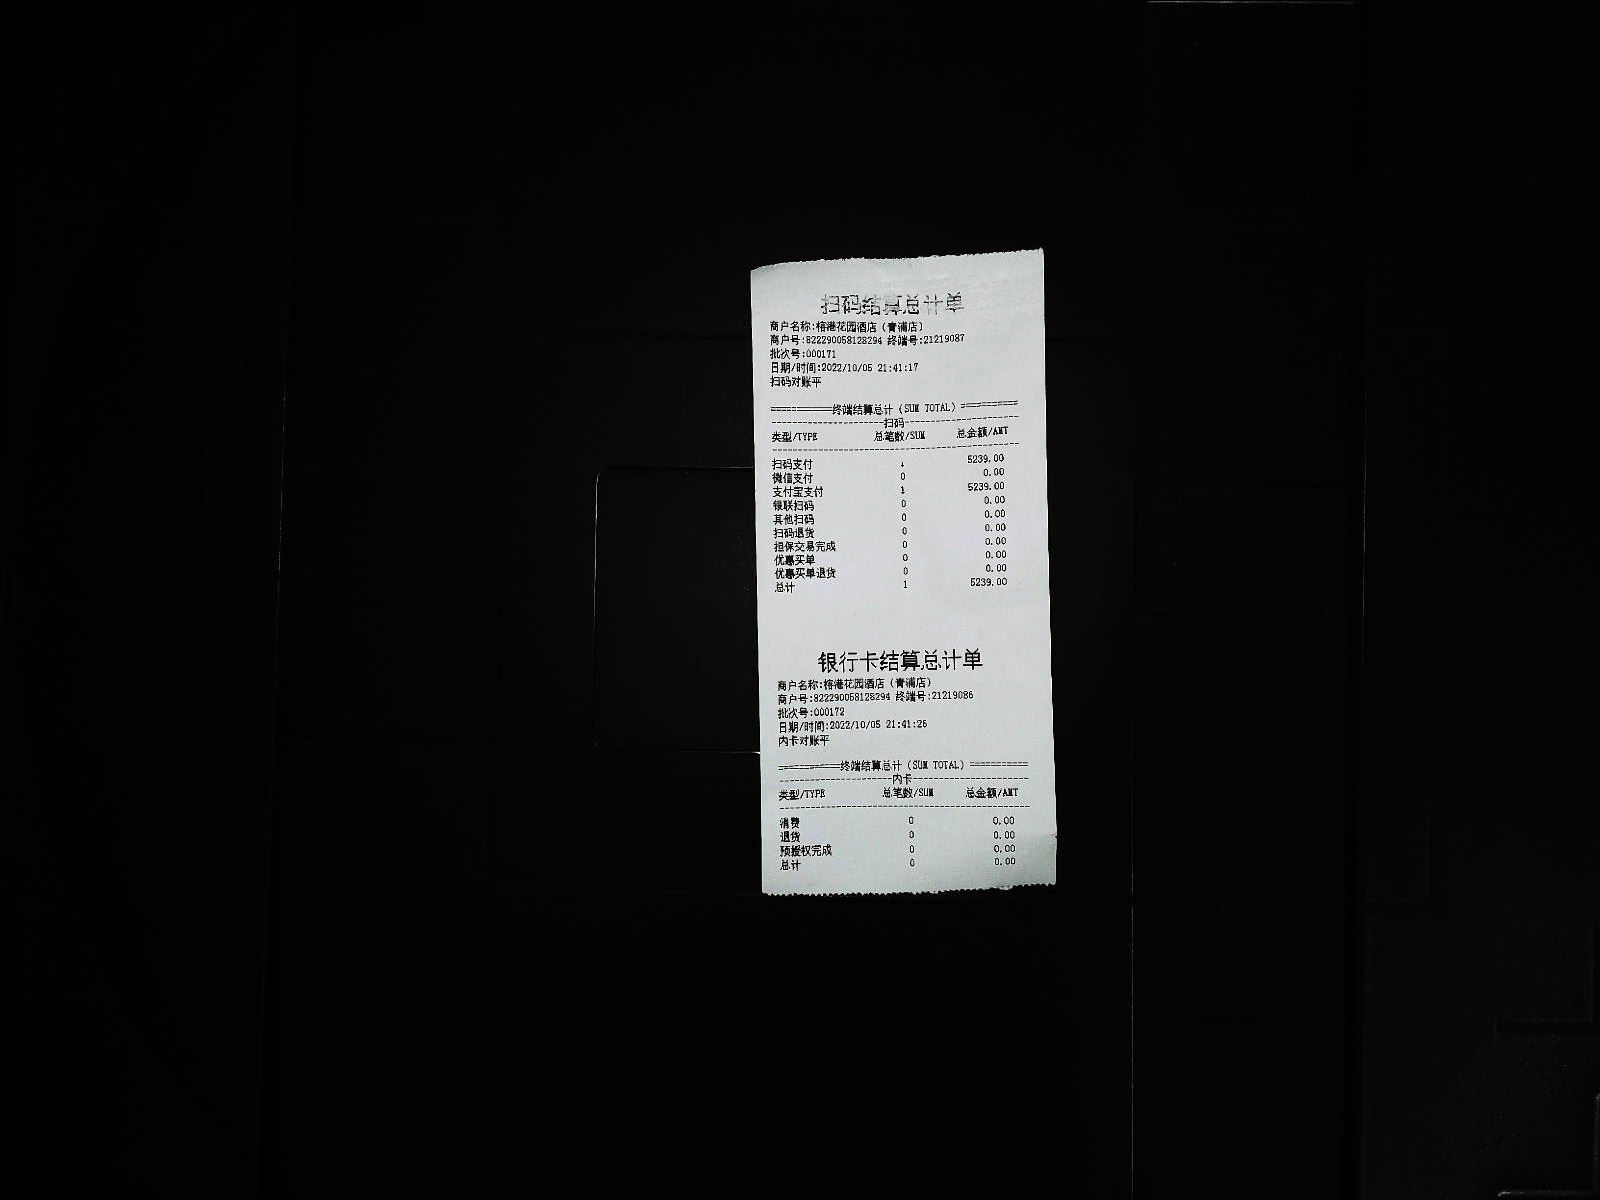 扫码结算总计单
商户名称:榕港花园酒店（青浦店）
商户号:822290058128294 终端号:21219087
批次号:000171
日期/时间:2022/10/05 21:41:17
扫码对账平
===========终端结算总计（SUM TOTAL）===========
----------------------扫码----------------------
类型/TYPE 总笔数/SUM 总金额/AMT
扫码支付 1 5239.00
微信支付 0 0.00
支付宝支付 1 5239.00
银联扫码 0 0.00
其他扫码 0 0.00
扫码退货 0 0.00
担保交易完成 0 0.00
优惠买单 0 0.00
优惠买单退货 0 0.00
总计 1 5239.00
银行卡结算总计单
商户名称:榕港花园酒店（青浦店）
商户号:822290058128294 终端号:21219086
批次号:000172
日期/时间:2022/10/05 21:41:26
内卡对账平
===========终端结算总计（SUM TOTAL）===========
----------------------内卡----------------------
类型/TYPE 总笔数/SUM 总金额/AMT
消费 0 0.00
退货 0 0.00
预授权完成 0 0.00
总计 0 0.00